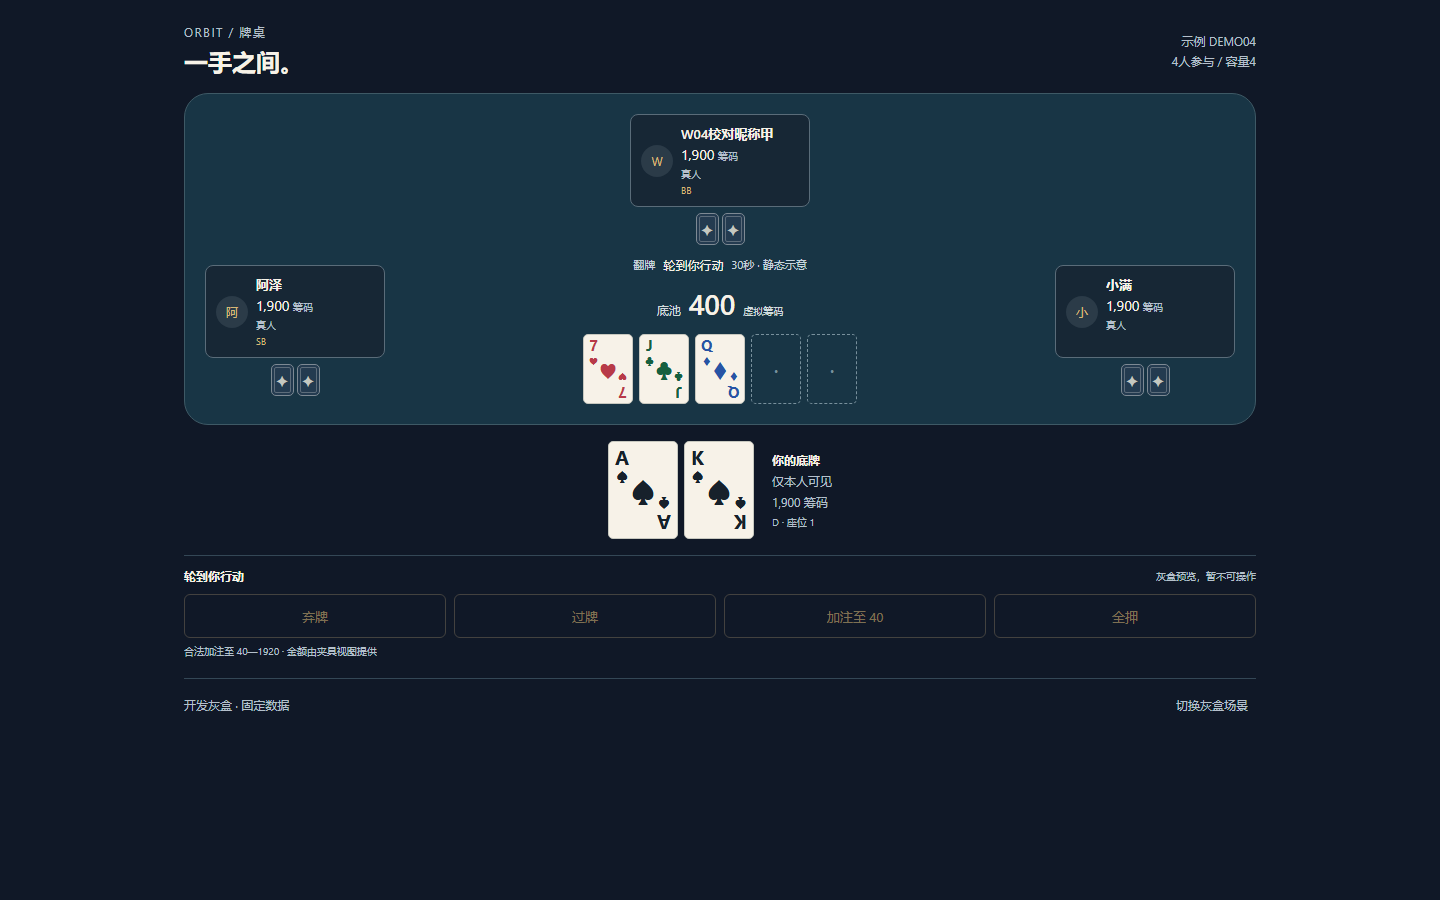 ORBIT / 牌桌
一手之间。
示例 DEMO04
4人参与 / 容量4
W
W04校对昵称甲
1,900 筹码
真人
BB
阿
阿泽
1,900 筹码
真人
SB
翻牌 轮到你行动 30秒 · 静态示意
底池 400 虚拟筹码
7
7
J
J
Q
Q
小
小满
1,900 筹码
真人
A
A
K
K
你的底牌
仅本人可见
1,900 筹码
D · 座位 1
轮到你行动
灰盒预览，暂不可操作
弃牌
过牌
加注至 40
全押
合法加注至 40—1920 · 金额由夹具视图提供
开发灰盒 · 固定数据
切换灰盒场景